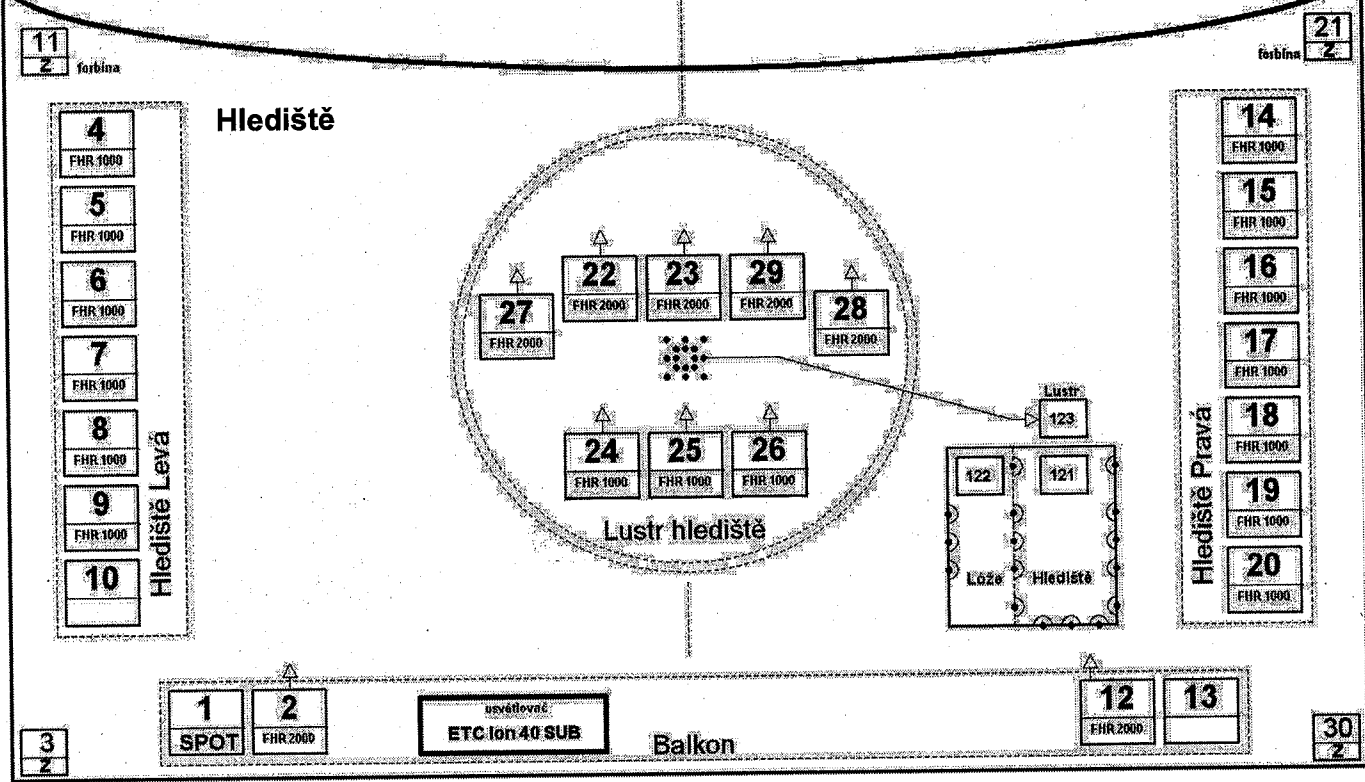 11
Z
forbína
21
Z
forbína
Hlediště
4
FHR 1000
5
FHR 1000
6
FHR 1000
7
FHR 1000
8
FHR 1000
9
FHR 1000
10
Hlediště Levá
22
FHR 2000
23
FHR 2000
29
FHR 2000
27
FHR 2000
28
FHR 2000
24
FHR 1000
25
FHR 1000
26
FHR 1000
Lustr hlediště
Lustr
123
122
121
Lóže
Hlediště
14
FHR 1000
15
FHR 1000
16
FHR 1000
17
FHR 1000
18
FHR 1000
19
FHR 1000
20
FHR 1000
Hlediště Pravá
1
SPOT
2
FHR 2000
osvětlovač
ETC Ion 40 SUB
Balkon
12
FHR 2000
13
3
Z
30
Z